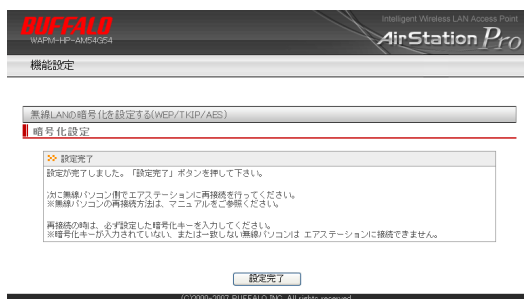 BUFFALO
WAPM-HP-AM54G54
Intelligent Wireless LAN Access Point
AirStation Pro
機能設定
無線LANの暗号化を設定する(WEP/TKIP/AES)
暗号化設定
設定完了
設定が完了しました。「設定完了」ボタンを押して下さい。
次に無線パソコン側でエアステーションに再接続を行ってください。
※無線パソコンの再接続方法は、マニュアルをご参照ください。
再接続の時は、必ず設定した暗号化キーを入力してください。
※暗号化キーが入力されていない、または一致しない無線パソコンは エアステーションに接続できません。
設定完了
(C)2000-2007 BUFFALO INC. All rights reserved.